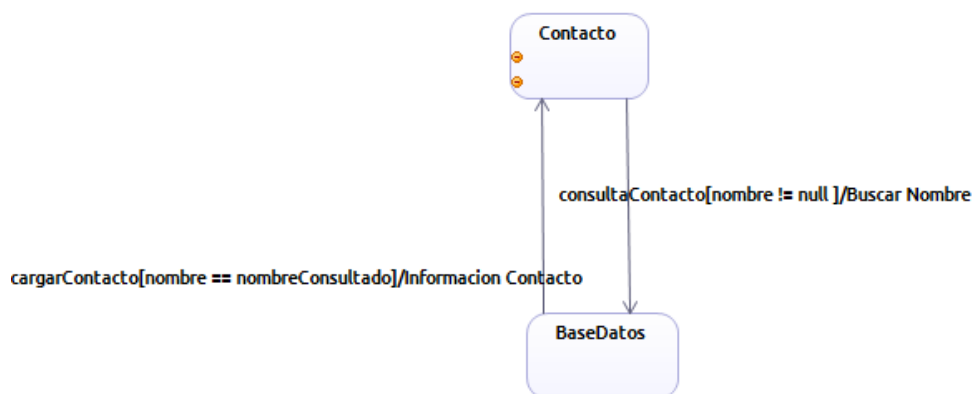 Contacto
consultaContacto[nombre != null ]/Buscar Nombre
cargarContacto[nombre == nombreConsultado]/Informacion Contacto
BaseDatos